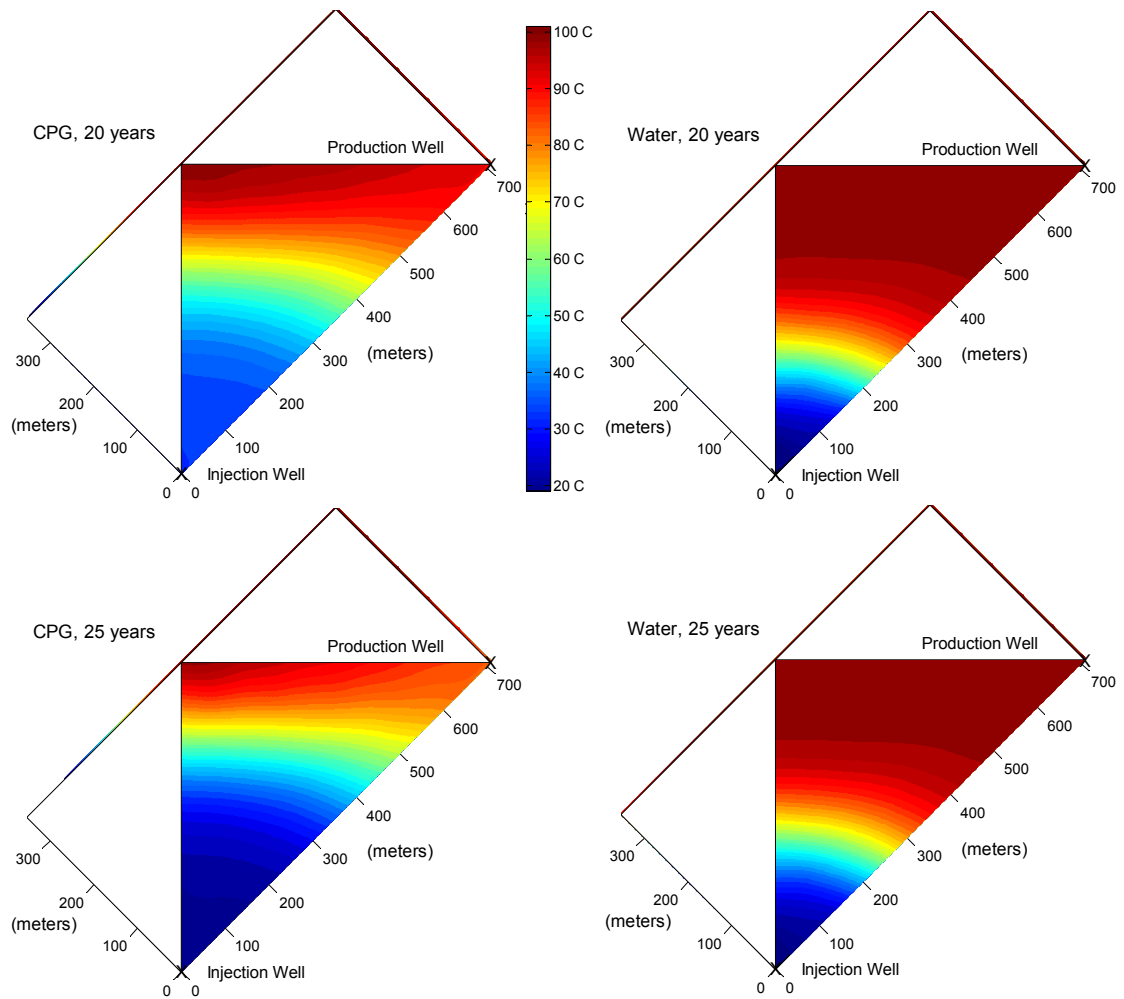 CPG, 20 years
Production Well
700
600
500
400
300
(meters)
200
100
Injection Well
0 0
300
200
(meters)
100
100 C
90 C
80 C
70 C
60 C
50 C
40 C
30 C
20 C
Water, 20 years
Production Well
700
600
500
400
300
(meters)
200
100
Injection Well
0 0
300
200
(meters)
100
CPG, 25 years
Production Well
700
600
500
400
300
(meters)
200
100
Injection Well
0 0
300
200
(meters)
100
Water, 25 years
Production Well
700
600
500
400
300
(meters)
200
100
Injection Well
0 0
300
200
(meters)
100